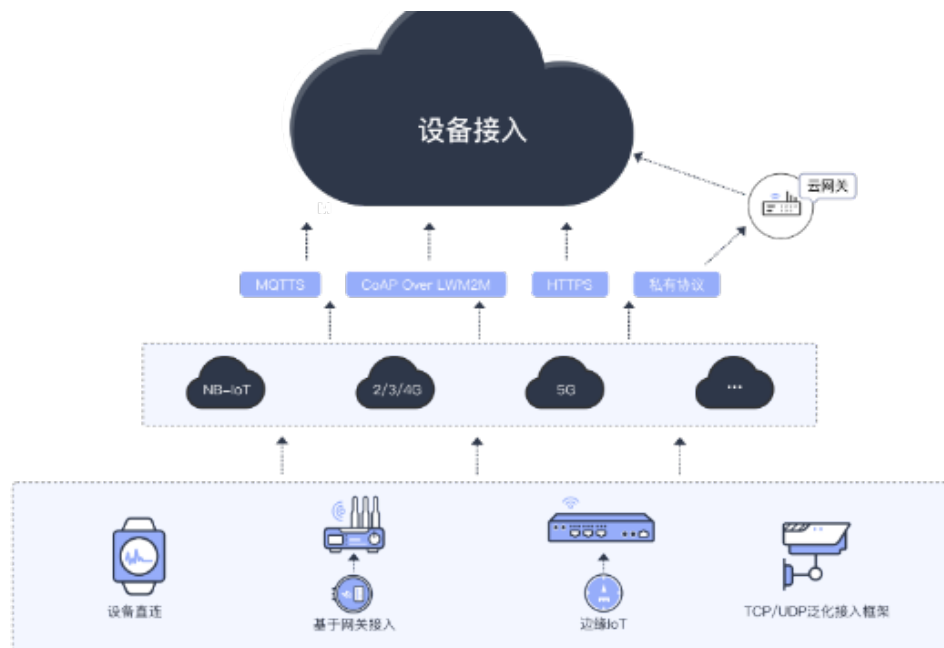 设备接入
云网关
MQTTS
CoAP Over LWM2M
HTTPS
私有协议
NB-IoT
2/3/4G
5G
...
设备直连
基于网关接入
边缘IoT
TCP/UDP泛化接入框架